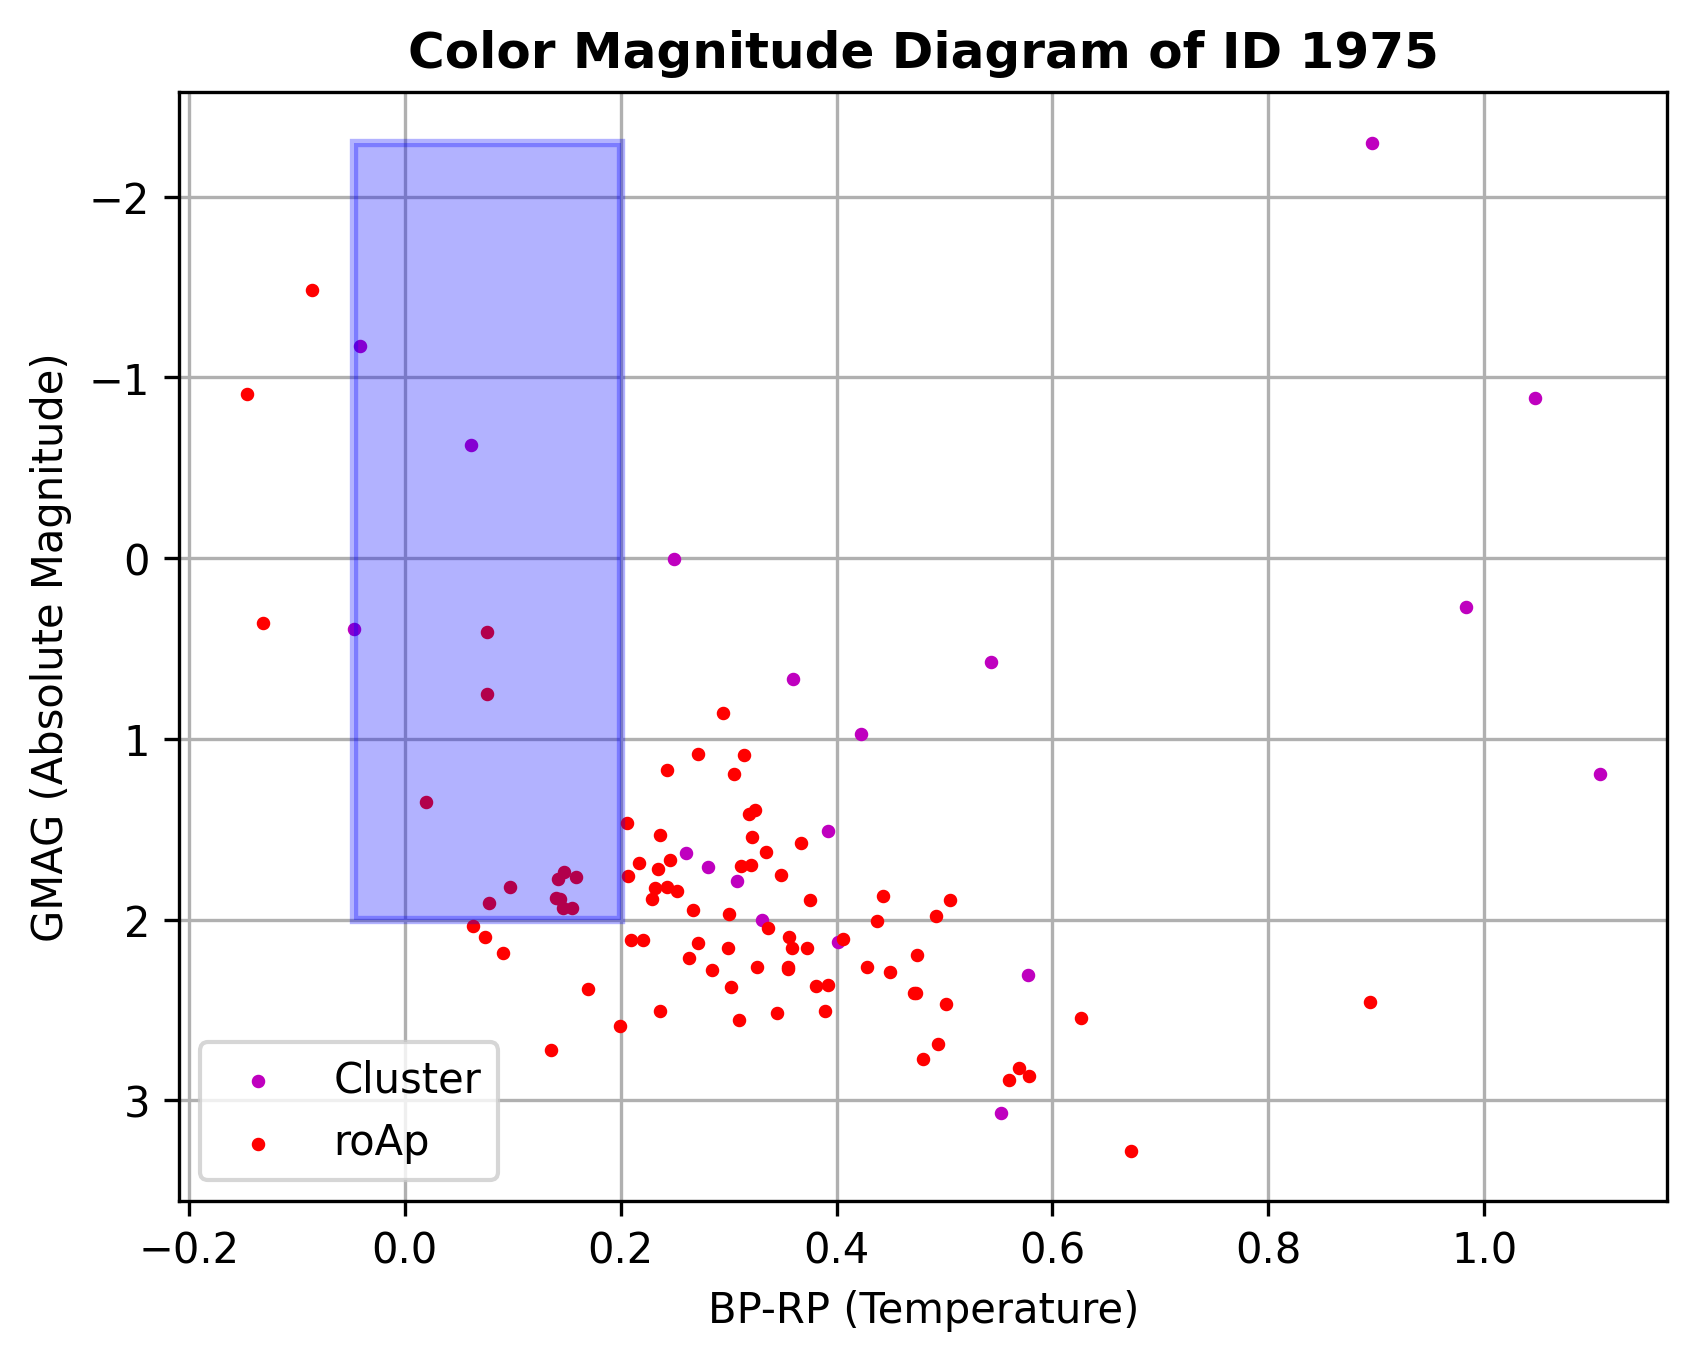 Color Magnitude Diagram of ID 1975
GMAG (Absolute Magnitude)
−2
−1
0
1
2
3
Cluster
roAp
−0.2 0.0 0.2 0.4 0.6 0.8 1.0
BP-RP (Temperature)